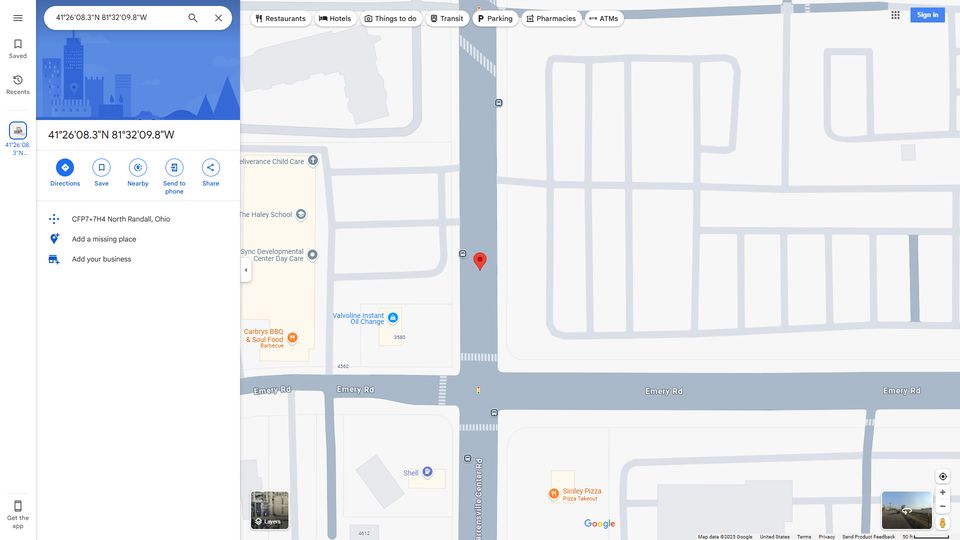 41°26'08.3"N 81°32'09.8"W
Restaurants
Hotels
Things to do
Transit
Parking
Pharmacies
ATMs
Sign in
Saved
Recents
41°26'08.
3"N...
41°26'08.3"N 81°32'09.8"W
Directions
Save
Nearby
Send to
phone
Share
CFP7+7H4 North Randall, Ohio
Add a missing place
Add your business
Get the
app
eliverance Child Care
The Haley School
Sync Developmental
Center Day Care
Valvoline Instant
Oil Change
3580
Carbrys BBQ
& Soul Food
Barbecue
4562
Emery Rd
Emery Rd
Emery Rd
Emery Rd
Shell
arrensville Center Rd
Siciley Pizza
Pizza Takeout
4612
Layers
Google
Map data ©2025 Google
United States
Terms
Privacy
Send Product Feedback
50 ft